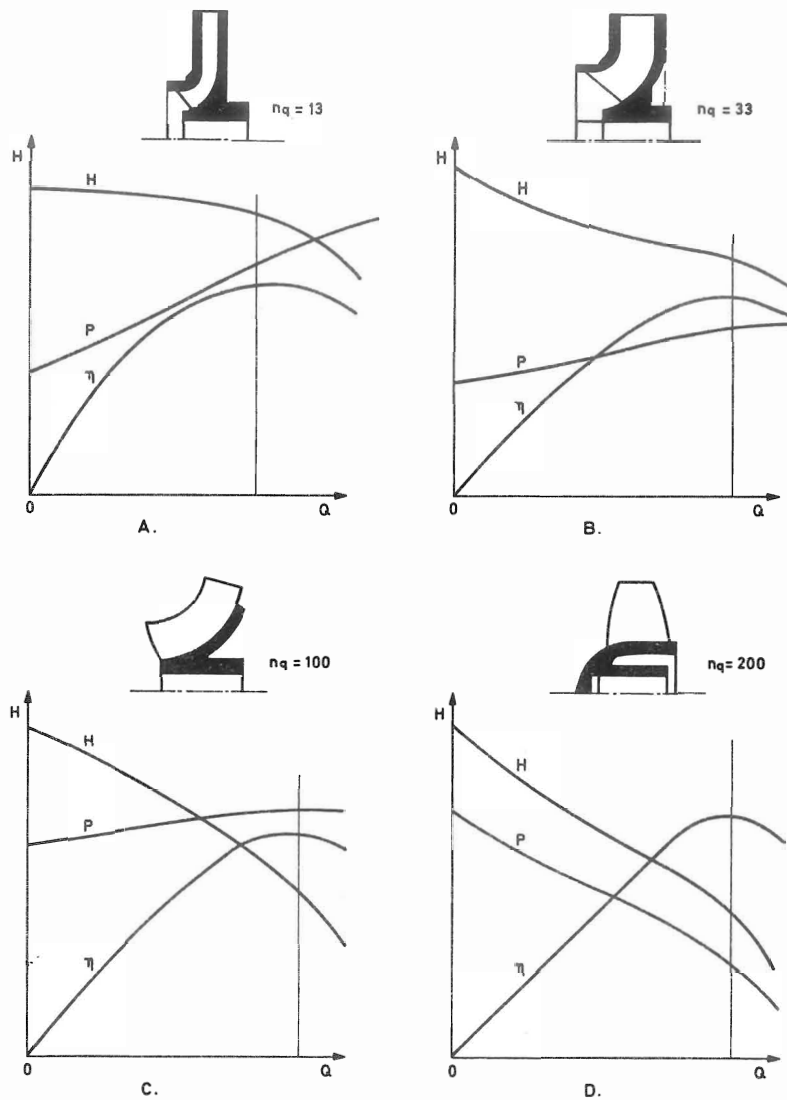 nq = 13
H
H
P
η
0
Q
A.
nq = 33
H
H
P
η
0
Q
B.
nq = 100
H
H
P
η
0
Q
C.
nq = 200
H
H
P
η
0
Q
D.